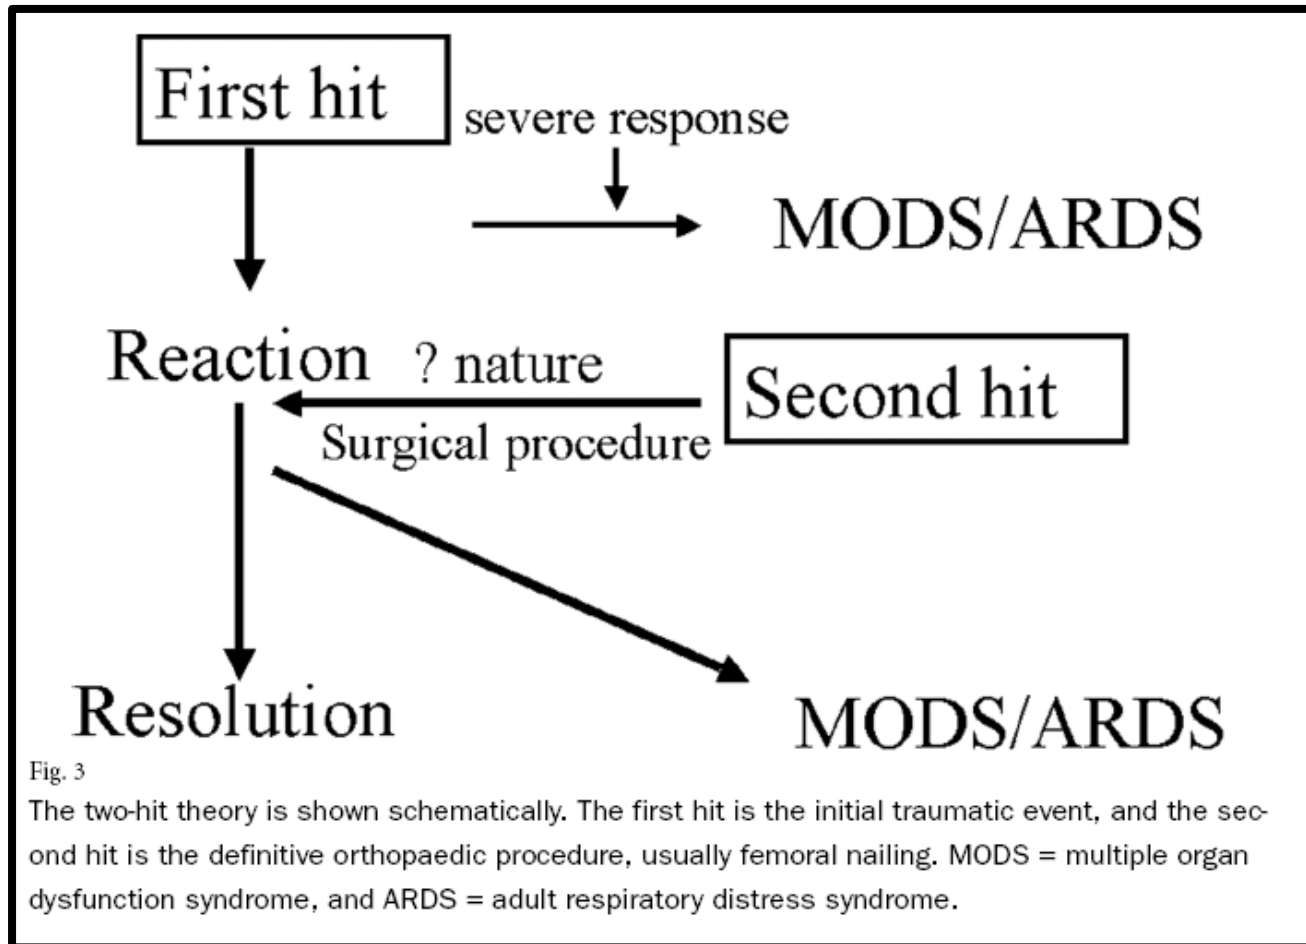 First hit
severe response
MODS/ARDS
Reaction
? nature
Second hit
Surgical procedure
Resolution
MODS/ARDS
Fig. 3
The two-hit theory is shown schematically. The first hit is the initial traumatic event, and the sec-
ond hit is the definitive orthopaedic procedure, usually femoral nailing. MODS = multiple organ
dysfunction syndrome, and ARDS = adult respiratory distress syndrome.